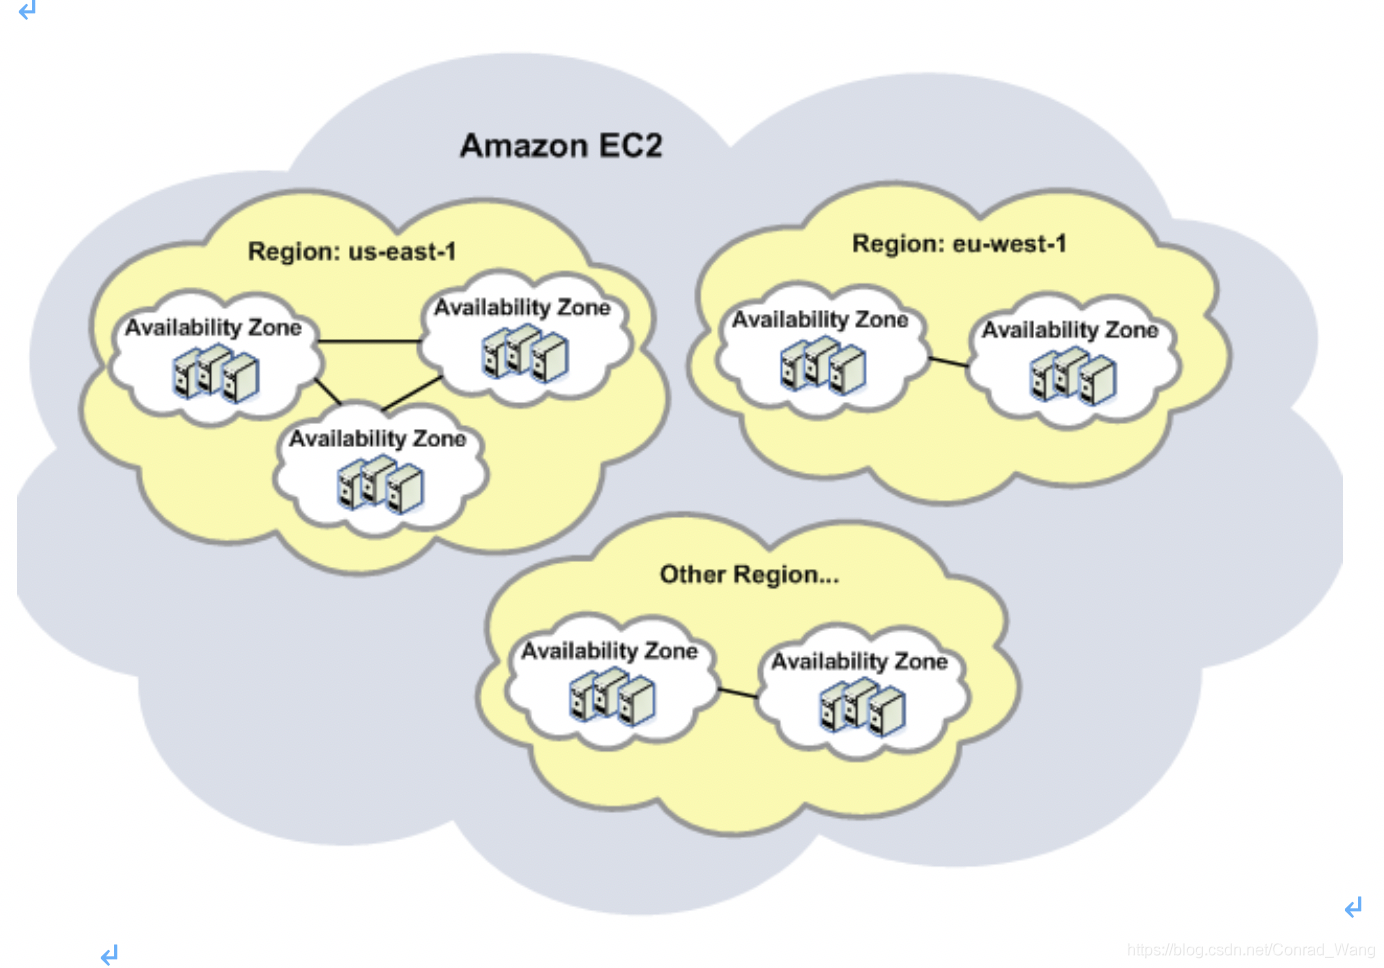 Amazon EC2
Region: us-east-1
Availability Zone
Availability Zone
Availability Zone
Region: eu-west-1
Availability Zone
Availability Zone
Other Region...
Availability Zone
Availability Zone
https://blog.csdn.net/Conrad_Wang